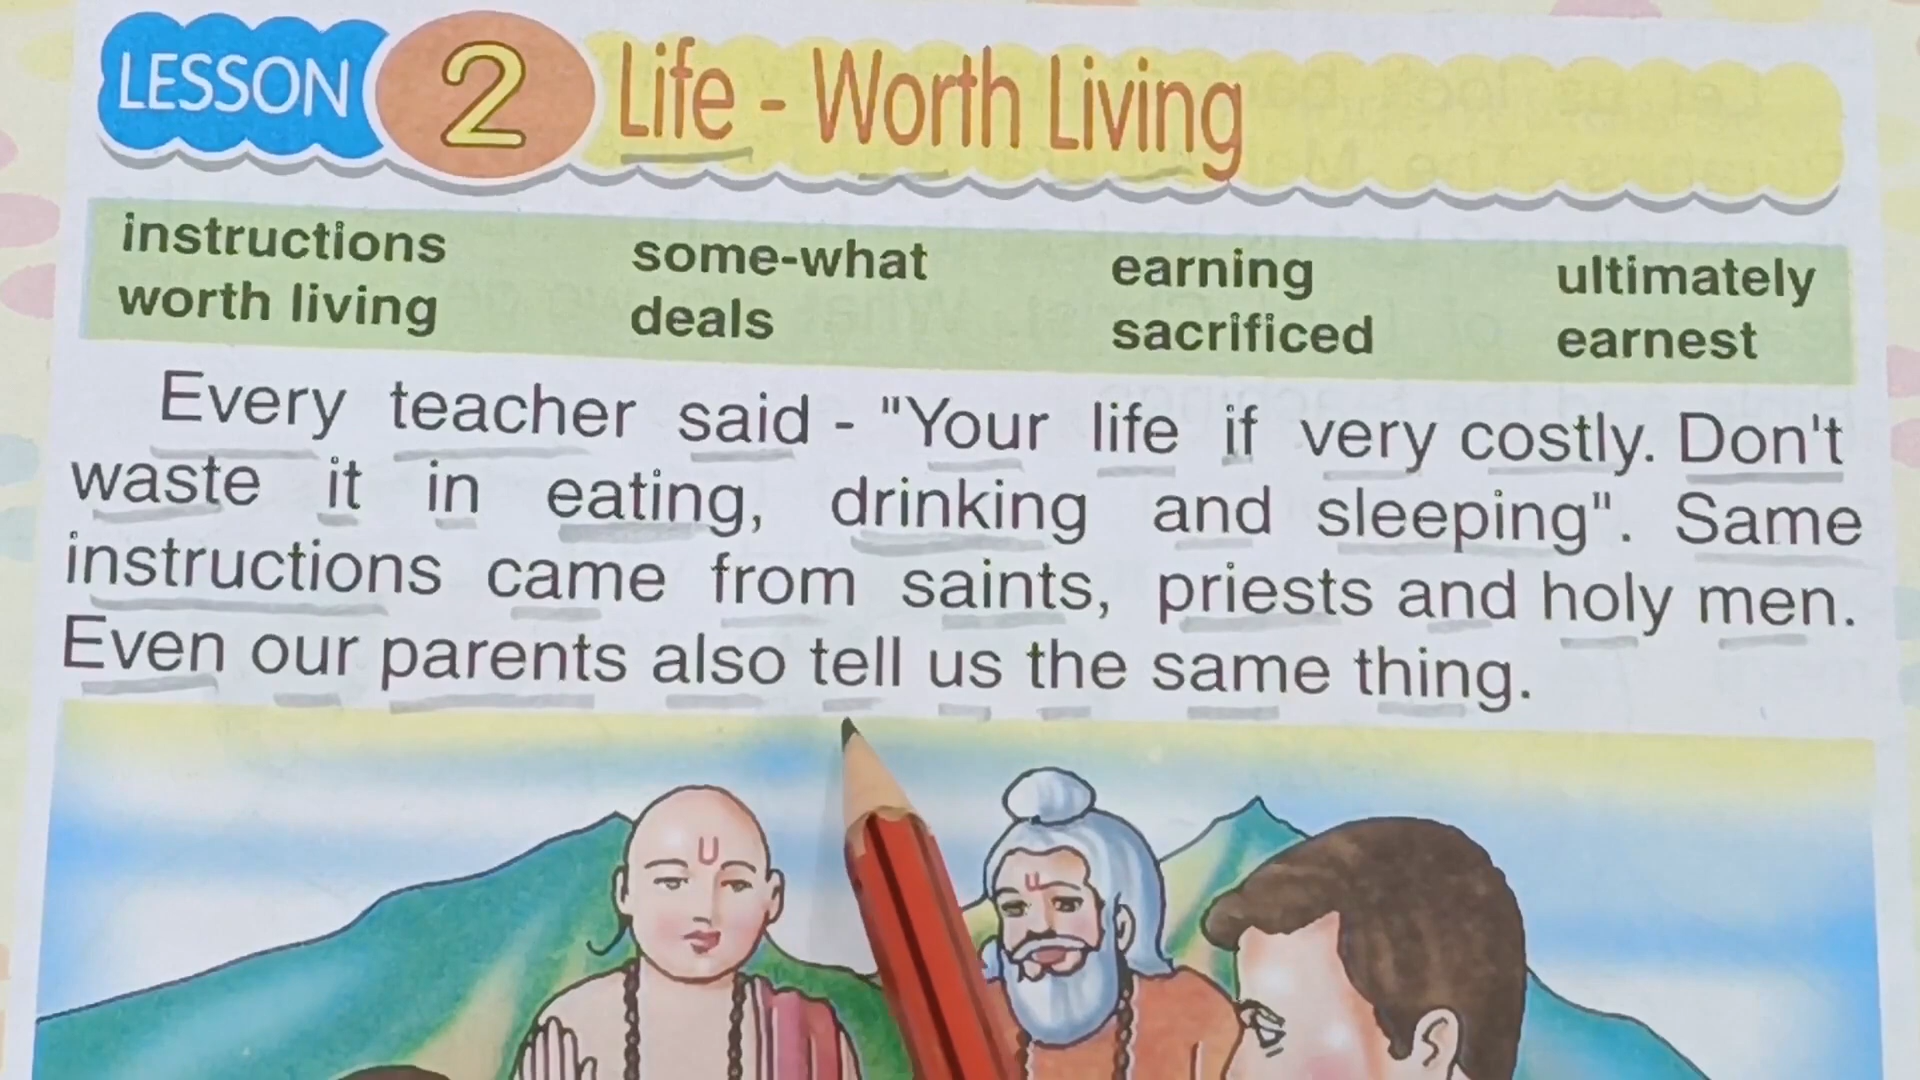 LESSON 2 Life - Worth Living
instructions some-what earning ultimately
worth living deals sacrificed earnest
Every teacher said - "Your life if very costly. Don't
waste it in eating, drinking and sleeping". Same
instructions came from saints, priests and holy men.
Even our parents also tell us the same thing.